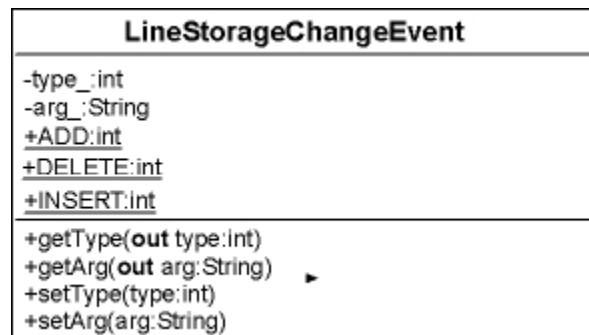 LineStorageChangeEvent
-type_:int
-arg_:String
+ADD:int
+DELETE:int
+INSERT:int
+getType(out type:int)
+getArg(out arg:String)
+setType(type:int)
+setArg(arg:String)